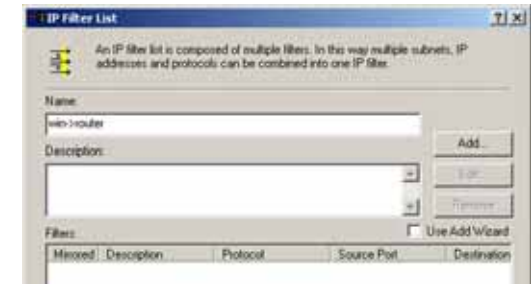 IP Filter List
An IP filter list is composed of multiple filters. In this way multiple subnets, IP
addresses and protocols can be combined into one IP filter.
Name:
win->router
Add...
Description:
Edit...
Remove
Filters:
Use Add Wizard
Mirrored Description Protocol Source Port Destination